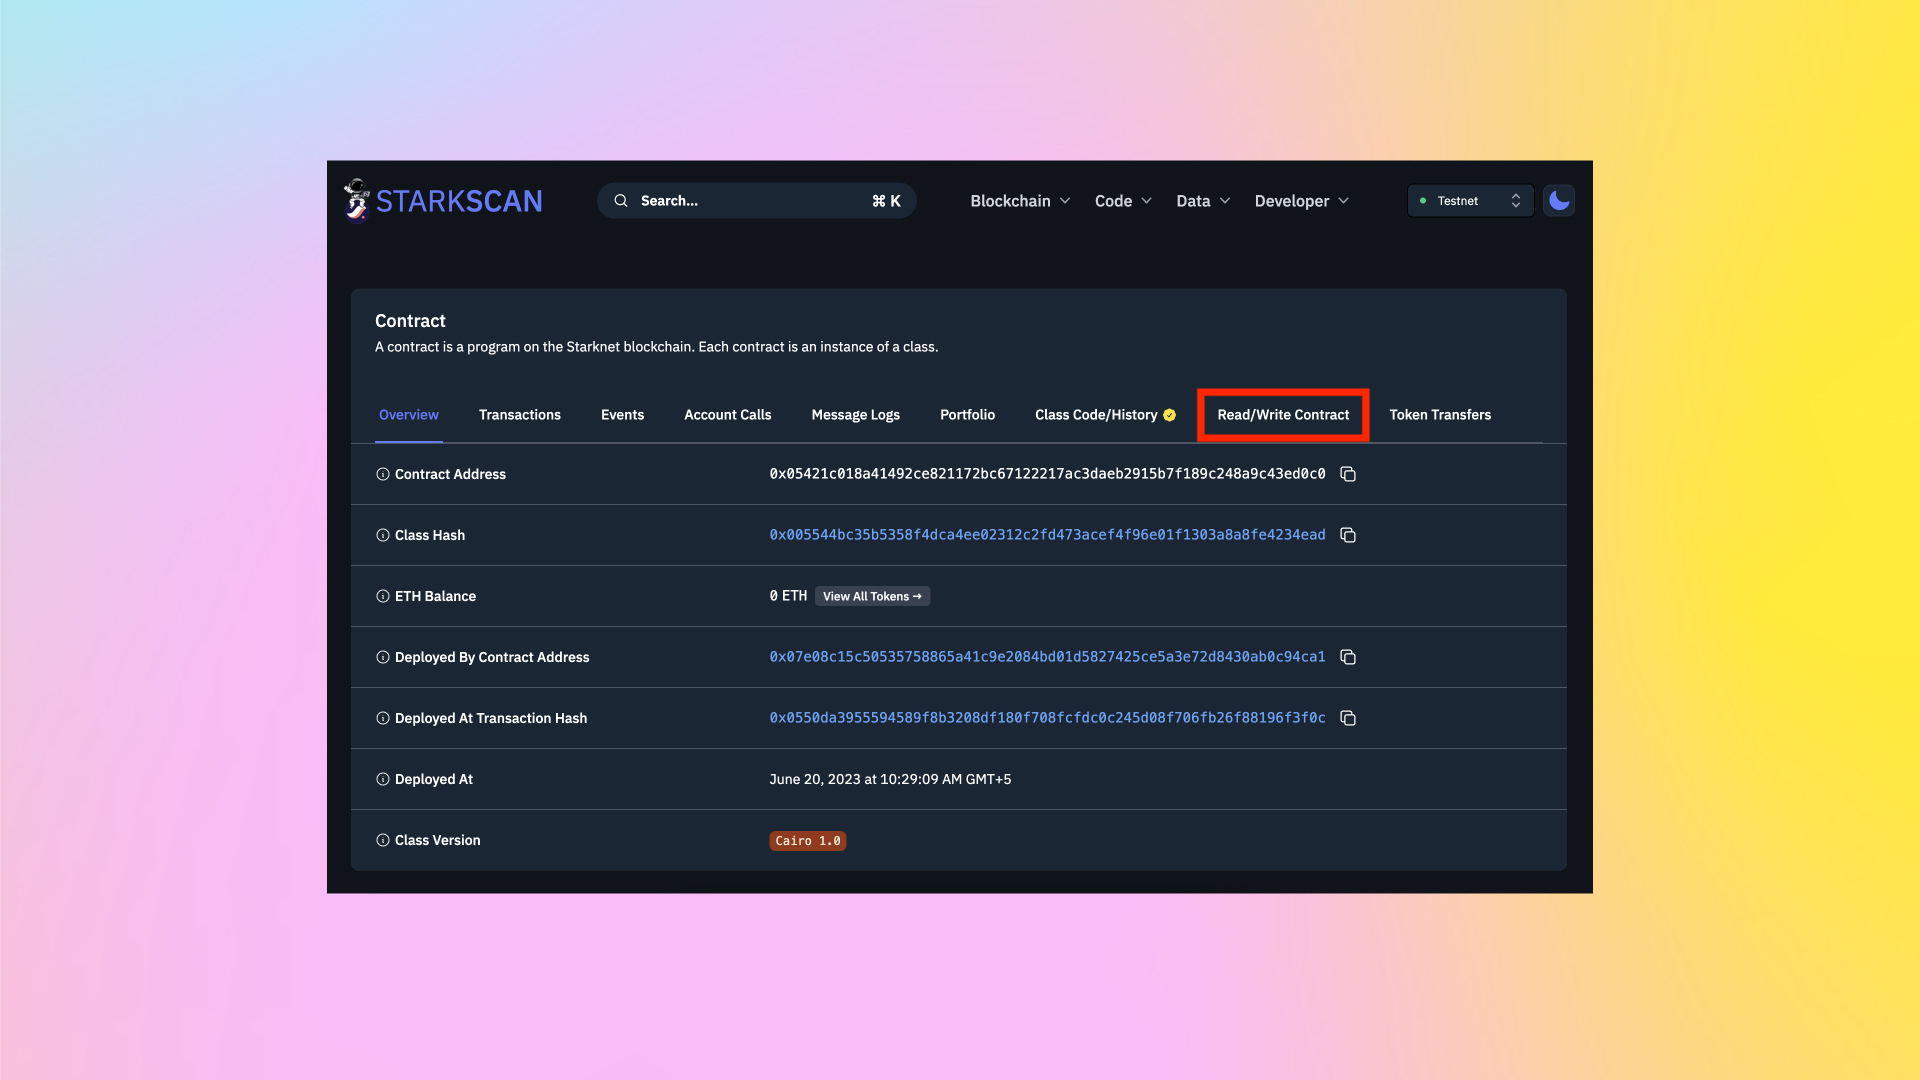 STARKSCAN
Search... ⌘ K
Blockchain Code Data Developer
Testnet
Contract
A contract is a program on the Starknet blockchain. Each contract is an instance of a class.
Overview Transactions Events Account Calls Message Logs Portfolio Class Code/History Read/Write Contract Token Transfers
Contract Address 0x05421c018a41492ce821172bc67122217ac3daeb2915b7f189c248a9c43ed0c0
Class Hash 0x005544bc35b5358f4dca4ee02312c2fd473acef4f96e01f1303a8a8fe4234ead
ETH Balance 0 ETH View All Tokens →
Deployed By Contract Address 0x07e08c15c50535758865a41c9e2084bd01d5827425ce5a3e72d8430ab0c94ca1
Deployed At Transaction Hash 0x0550da3955594589f8b3208df180f708fcfdc0c245d08f706fb26f88196f3f0c
Deployed At June 20, 2023 at 10:29:09 AM GMT+5
Class Version Cairo 1.0